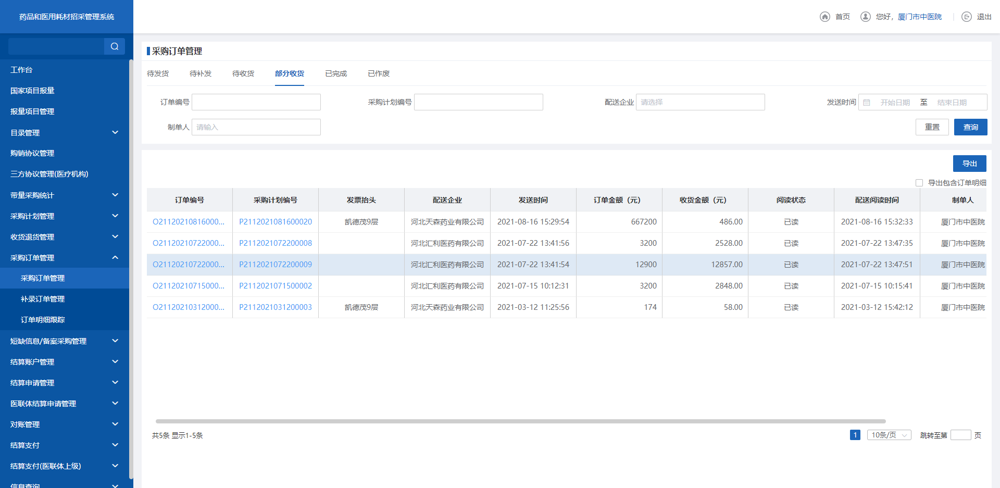 药品和医用耗材招采管理系统
首页 您好，厦门市中医院 退出
工作台
国家项目报量
报量项目管理
目录管理
购销协议管理
三方协议管理(医疗机构)
带量采购统计
采购计划管理
收货退货管理
采购订单管理
采购订单管理
补录订单管理
订单明细跟踪
短缺信息/备案采购管理
结算账户管理
结算申请管理
医联体结算申请管理
对账管理
结算支付
结算支付(医联体上级)
信息查询
采购订单管理
待发货 待补发 待收货 部分收货 已完成 已作废
订单编号 采购计划编号 配送企业 请选择 发送时间 开始日期 至 结束日期
制单人 请输入 重置 查询
导出
导出包含订单明细
订单编号 采购计划编号 发票抬头 配送企业 发送时间 订单金额（元） 收货金额（元） 阅读状态 配送阅读时间 制单人
O21120210816000... P2112021081600020 凯德茂9层 河北天森药业有限公司 2021-08-16 15:29:54 667200 486.00 已读 2021-08-16 15:32:33 厦门市中医院
O21120210722000... P2112021072200008 河北汇利医药有限公司 2021-07-22 13:41:56 3200 2528.00 已读 2021-07-22 13:47:35 厦门市中医院
O21120210722000... P2112021072200009 河北汇利医药有限公司 2021-07-22 13:41:54 12900 12857.00 已读 2021-07-22 13:47:51 厦门市中医院
O21120210715000... P2112021071500002 河北汇利医药有限公司 2021-07-15 10:12:31 3200 2848.00 已读 2021-07-15 10:15:41 厦门市中医院
O21120210312000... P2112021031200003 凯德茂9层 河北天森药业有限公司 2021-03-12 11:25:56 174 58.00 已读 2021-03-12 15:42:12 厦门市中医院
共5条 显示1-5条 1 10条/页 跳转至第 页